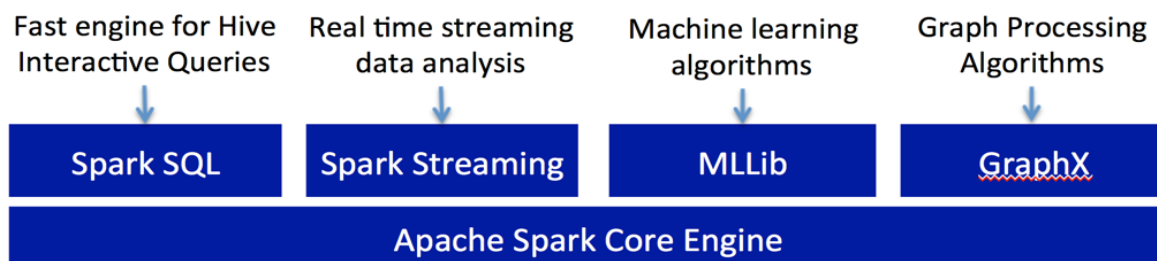 Fast engine for Hive
Interactive Queries
Real time streaming
data analysis
Machine learning
algorithms
Graph Processing
Algorithms
Spark SQL
Spark Streaming
MLLib
GraphX
Apache Spark Core Engine